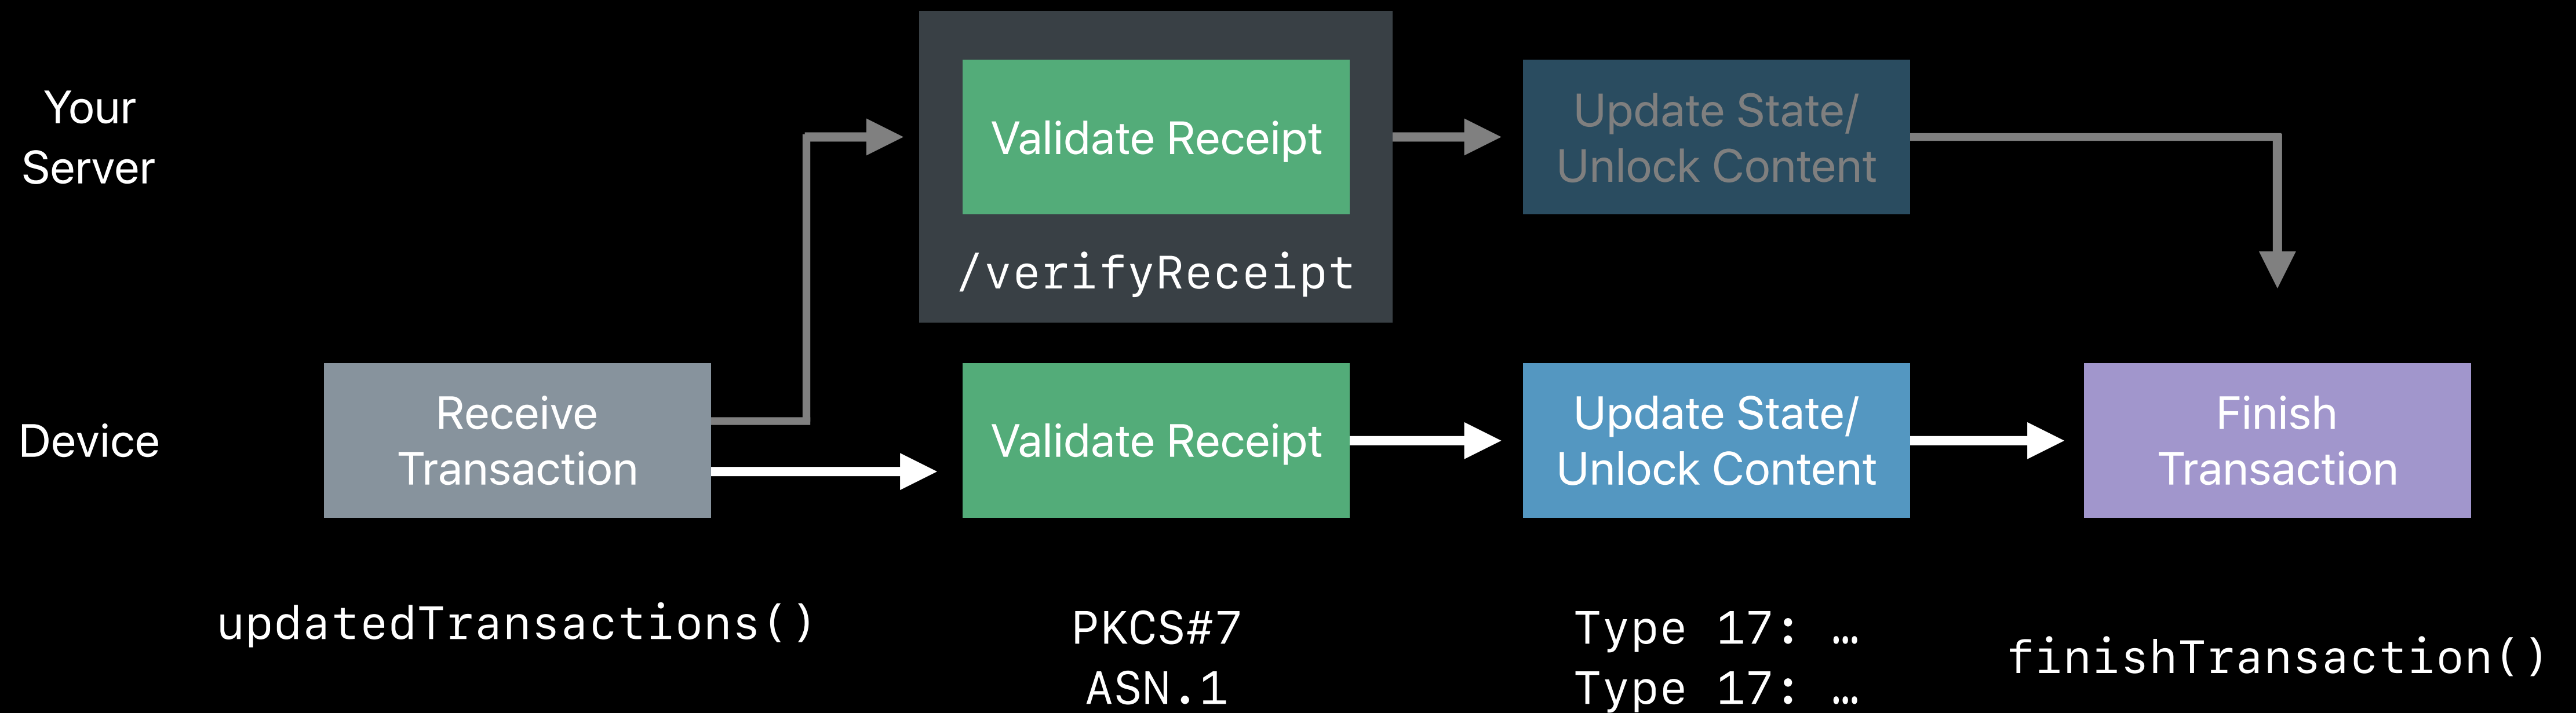 Your
Server
Validate Receipt
/verifyReceipt
Update State/
Unlock Content
Device
Receive
Transaction
Validate Receipt
Update State/
Unlock Content
Finish
Transaction
updatedTransactions()
PKCS#7
ASN.1
Type 17: …
Type 17: …
finishTransaction()